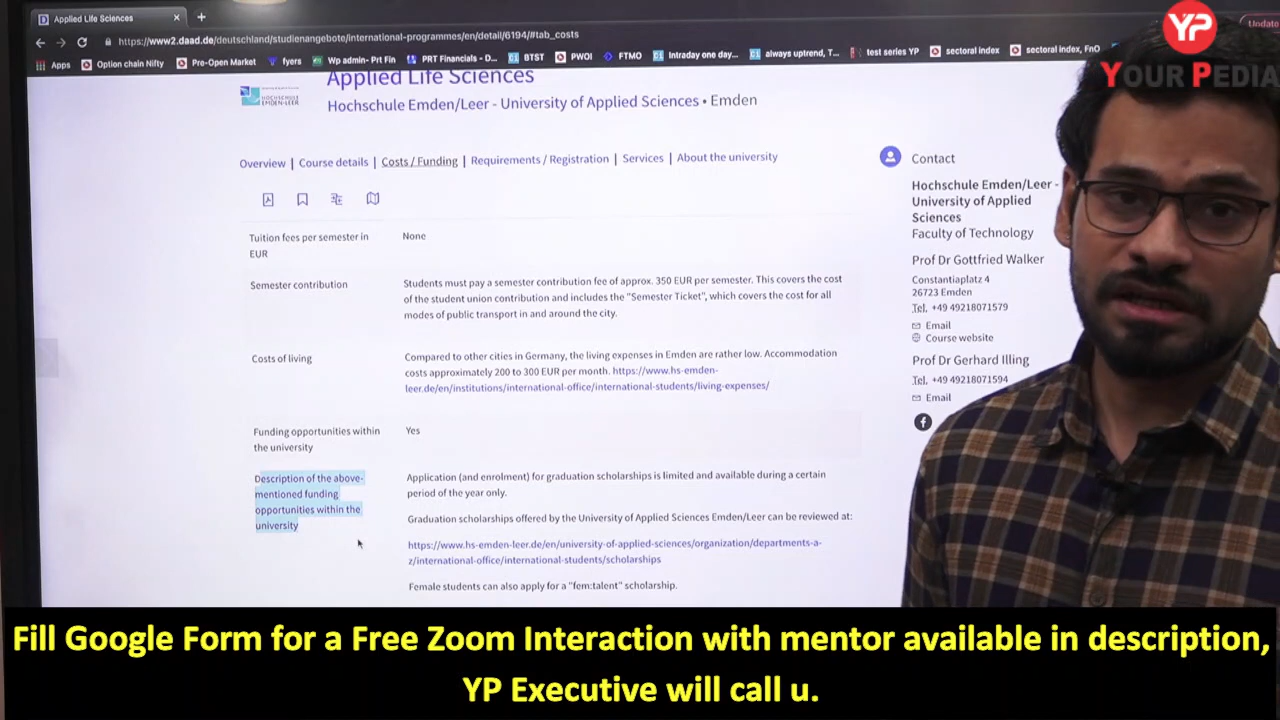 Applied Life Sciences
https://www2.daad.de/deutschland/studienangebote/international-programmes/en/detail/6194/#tab_costs
Apps Option chain Nifty Pre-Open Market fyers Wp admin- Prt Fin PRT Financials - D... BTST PWOI FTMO Intraday one day... always uptrend, T... test series YP sectoral index sectoral index, FnO
YP
YOUR PEDIA
Applied Life Sciences
HOCHSCHULE
EMDEN·LEER
Hochschule Emden/Leer - University of Applied Sciences • Emden
Overview | Course details | Costs / Funding | Requirements / Registration | Services | About the university
Tuition fees per semester in
EUR
None
Semester contribution
Students must pay a semester contribution fee of approx. 350 EUR per semester. This covers the cost
of the student union contribution and includes the "Semester Ticket", which covers the cost for all
modes of public transport in and around the city.
Costs of living
Compared to other cities in Germany, the living expenses in Emden are rather low. Accommodation
costs approximately 200 to 300 EUR per month. https://www.hs-emden-
leer.de/en/institutions/international-office/international-students/living-expenses/
Funding opportunities within
the university
Yes
Description of the above-
mentioned funding
opportunities within the
university
Application (and enrolment) for graduation scholarships is limited and available during a certain
period of the year only.
Graduation scholarships offered by the University of Applied Sciences Emden/Leer can be reviewed at:
https://www.hs-emden-leer.de/en/university-of-applied-sciences/organization/departments-a-
z/international-office/international-students/scholarships
Female students can also apply for a "fem:talent" scholarship.
Contact
Hochschule Emden/Leer -
University of Applied
Sciences
Faculty of Technology
Prof Dr Gottfried Walker
Constantiaplatz 4
26723 Emden
Tel. +49 49218071579
Email
Course website
Prof Dr Gerhard Illing
Tel. +49 49218071594
Email
Fill Google Form for a Free Zoom Interaction with mentor available in description,
YP Executive will call u.